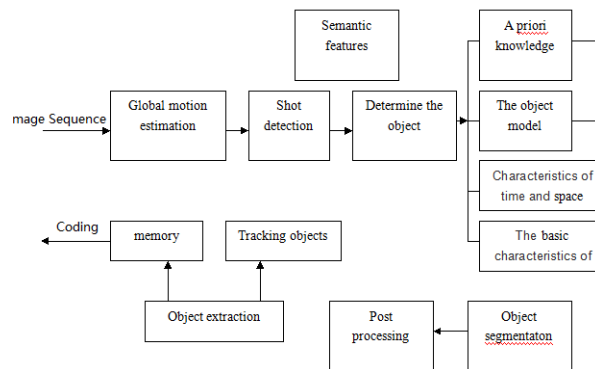 Semantic
features
A priori
knowledge
mage Sequence
Global motion
estimation
Shot
detection
Determine the
object
The object
model
Characteristics of
time and space
The basic
characteristics of
Coding
memory
Tracking objects
Object extraction
Post
processing
Object
segmentaton